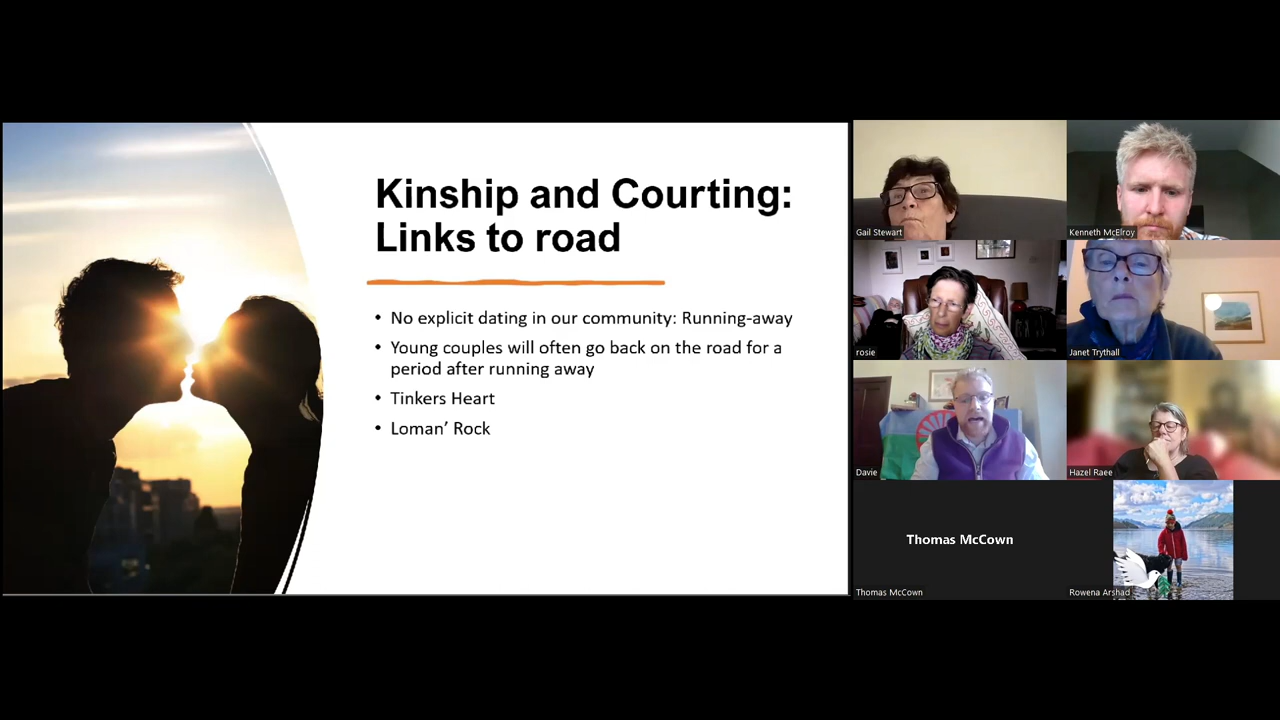 Kinship and Courting:
Links to road
• No explicit dating in our community: Running-away
• Young couples will often go back on the road for a
period after running away
• Tinkers Heart
• Loman’ Rock
Gail Stewart
Kenneth McElroy
rosie
Janet Trythall
Davie
Hazel Raee
Thomas McCown
Thomas McCown
Rowena Arshad